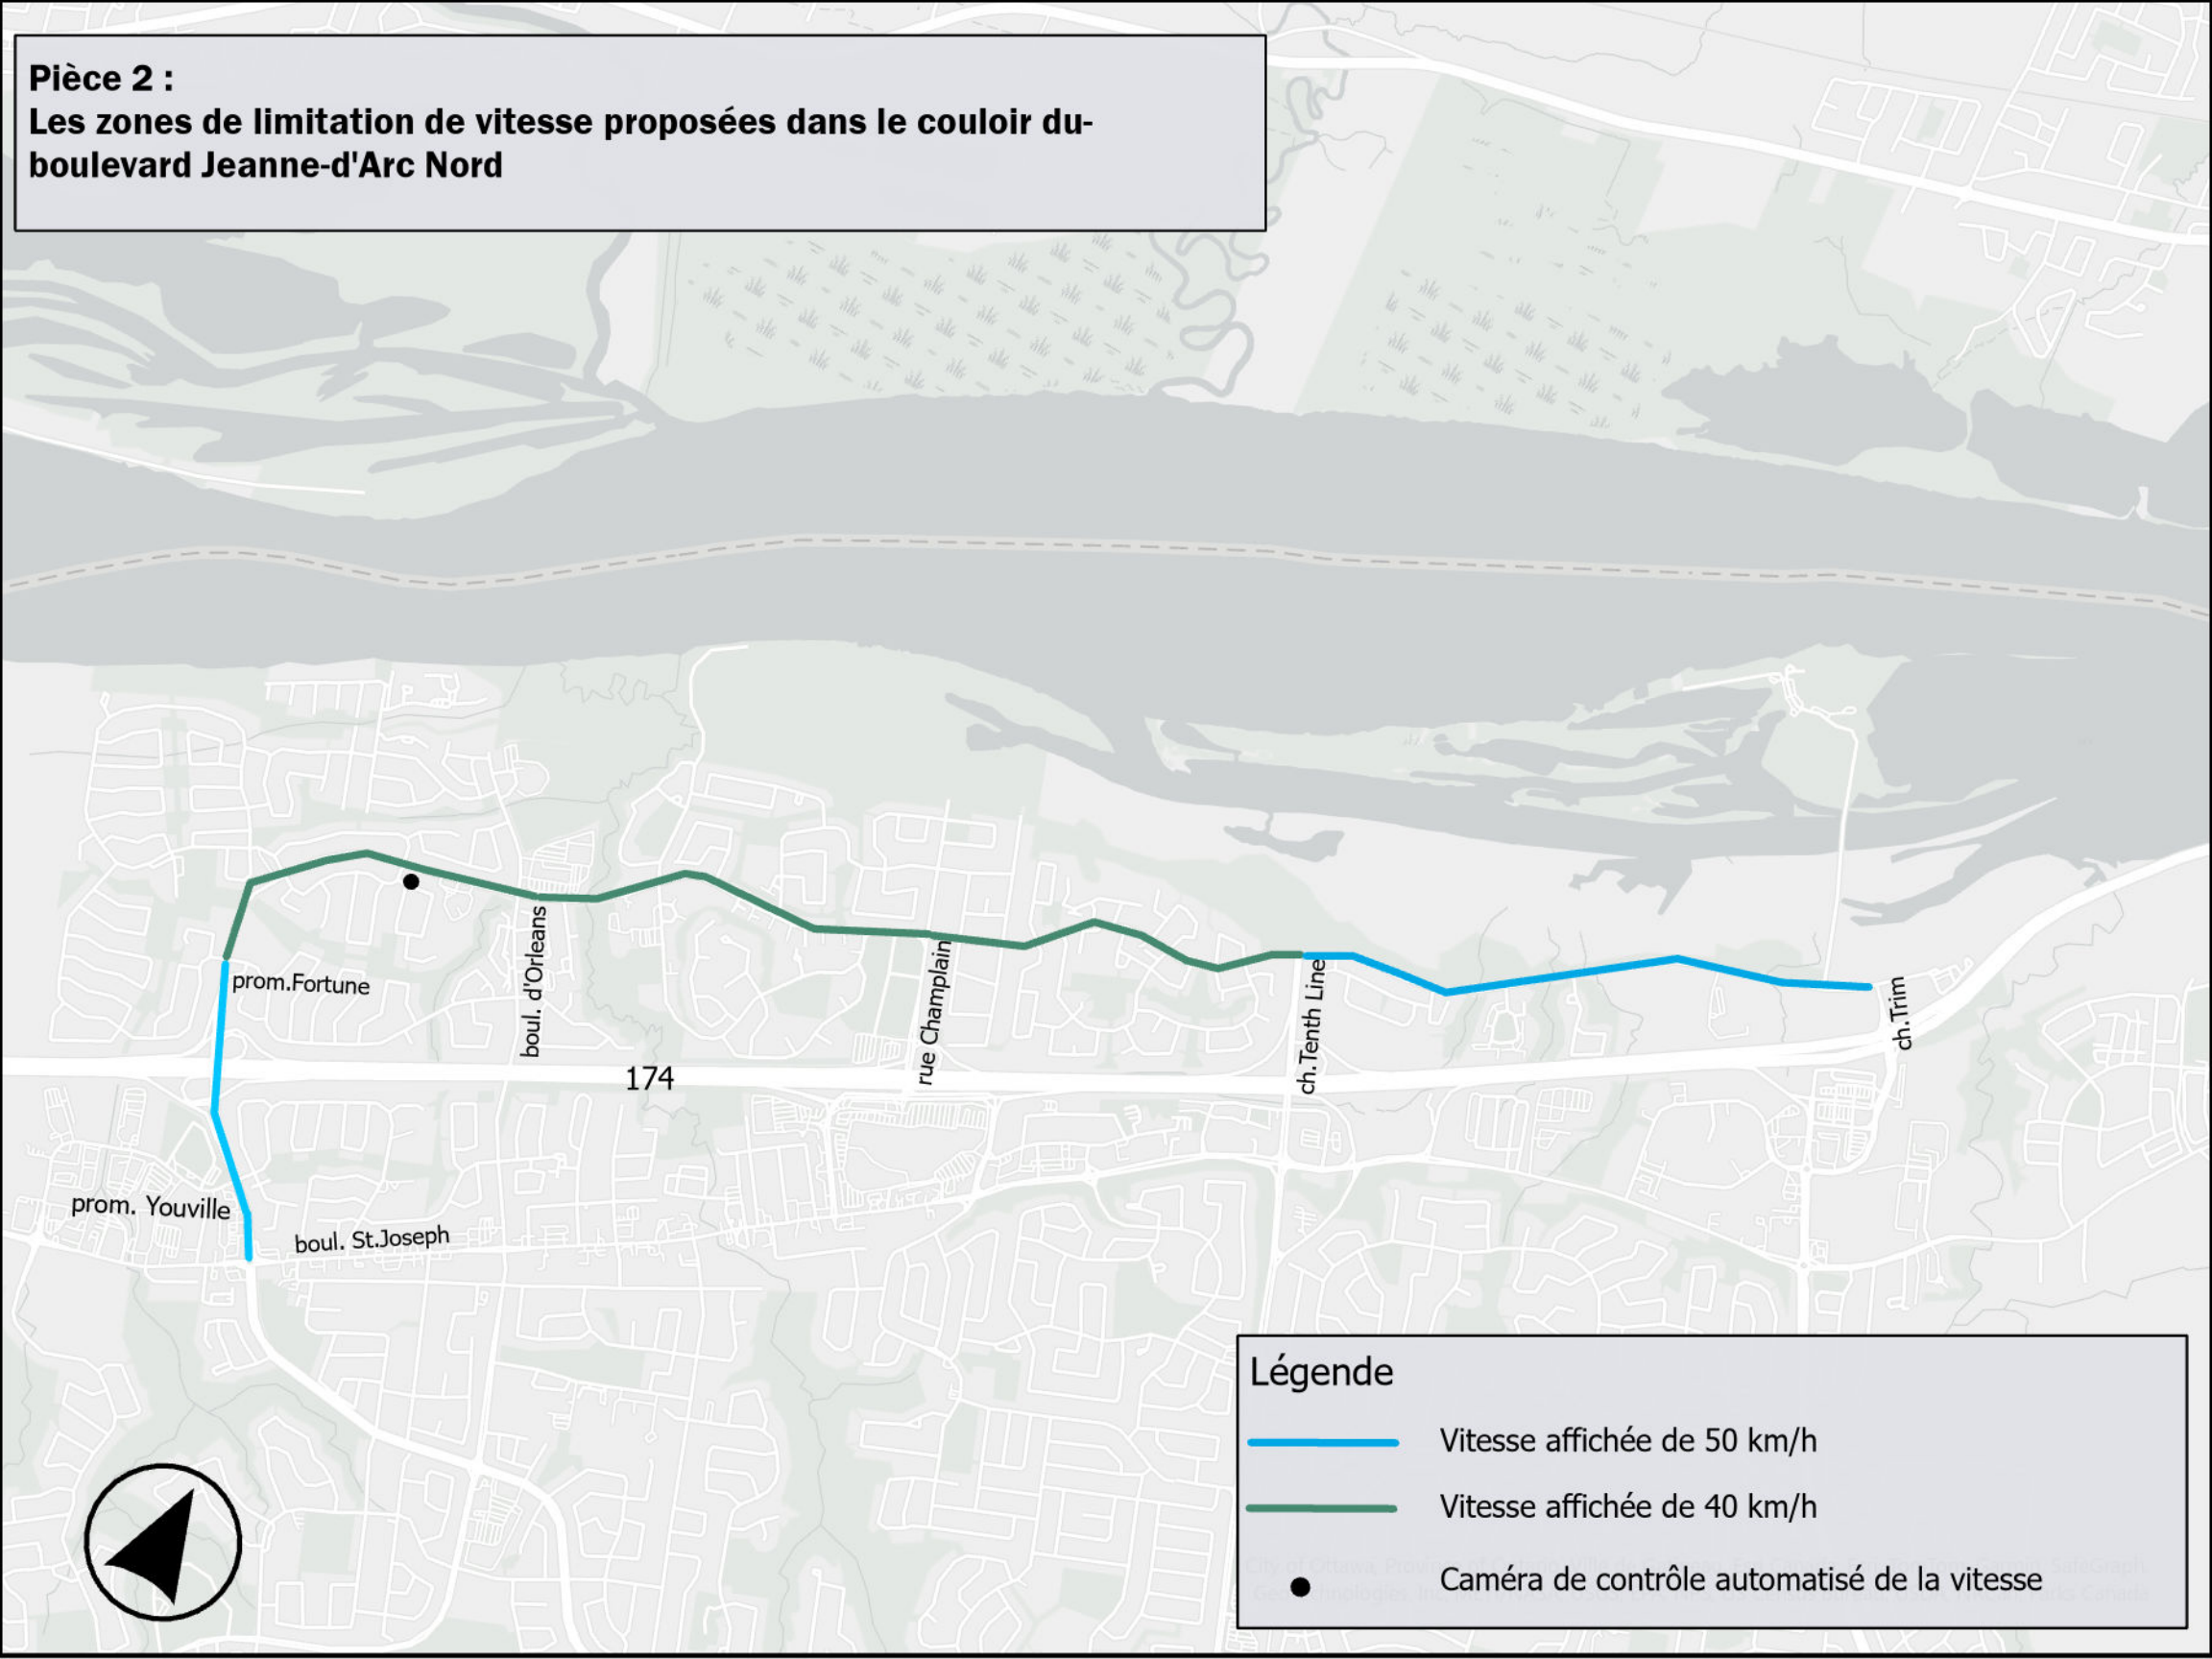 Pièce 2 :
Les zones de limitation de vitesse proposées dans le couloir du-
boulevard Jeanne-d'Arc Nord
prom.Fortune
boul. d'Orleans
rue Champlain
ch.Tenth Line
ch.Trim
174
prom. Youville
boul. St.Joseph
Légende
Vitesse affichée de 50 km/h
Vitesse affichée de 40 km/h
Caméra de contrôle automatisé de la vitesse